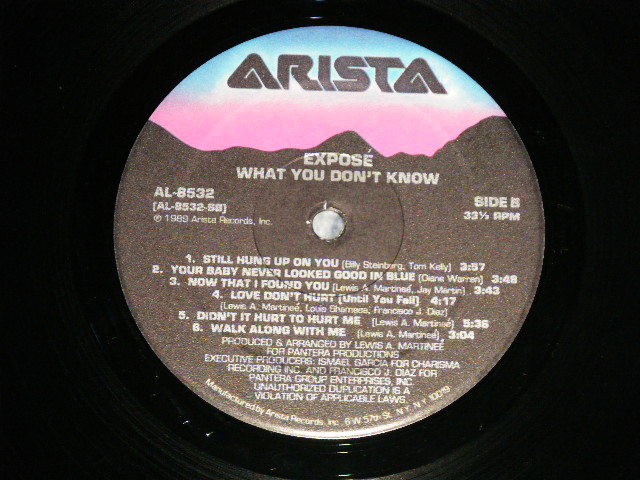 ARISTA
EXPOSÉ
WHAT YOU DON'T KNOW
AL-8532
[AL-8532-SB]
℗ 1989 Arista Records, Inc.
SIDE B
33⅓ RPM
1. STILL HUNG UP ON YOU [Billy Steinberg, Tom Kelly] 3:57
2. YOUR BABY NEVER LOOKED GOOD IN BLUE [Diane Warren] 3:48
3. NOW THAT I FOUND YOU [Lewis A. Martineé, Jay Martin] 3:43
4. LOVE DON'T HURT [Until You Fall] 4:17
[Lewis A. Martineé, Louie Shaness, Francisco J. Diaz]
5. DIDN'T IT HURT TO HURT ME [Lewis A. Martineé] 5:36
6. WALK ALONG WITH ME [Lewis A. Martineé] 3:04
PRODUCED & ARRANGED BY LEWIS A. MARTINEÉ
FOR PANTERA PRODUCTIONS
EXECUTIVE PRODUCERS: ISMAEL GARCIA FOR CHARISMA
RECORDING INC. AND FRANCISCO J. DIAZ FOR
PANTERA GROUP ENTERPRISES, INC.
UNAUTHORIZED DUPLICATION IS A
VIOLATION OF APPLICABLE LAWS
Manufactured by Arista Records, Inc. 6 W. 57th St. N.Y. N.Y. 10019